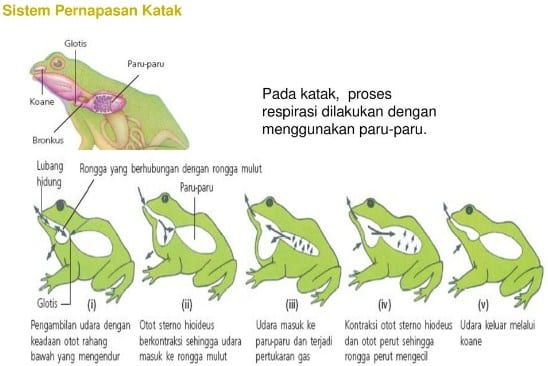 Sistem Pernapasan Katak
Glotis
Paru-paru
Koane
Bronkus
Pada katak, proses
respirasi dilakukan dengan
menggunakan paru-paru.
Lubang
hidung
Rongga yang berhubungan dengan rongga mulut
Paru-paru
Glotis
(i)
(ii)
(iii)
(iv)
(v)
Pengambilan udara dengan
keadaan otot rahang
bawah yang mengendur
Otot sterno hioideus
berkontraksi sehingga udara
masuk ke rongga mulut
Udara masuk ke
paru-paru dan terjadi
pertukaran gas
Kontraksi otot sterno hiodeus
dan otot perut sehingga
rongga perut mengecil
Udara keluar melalui
koane